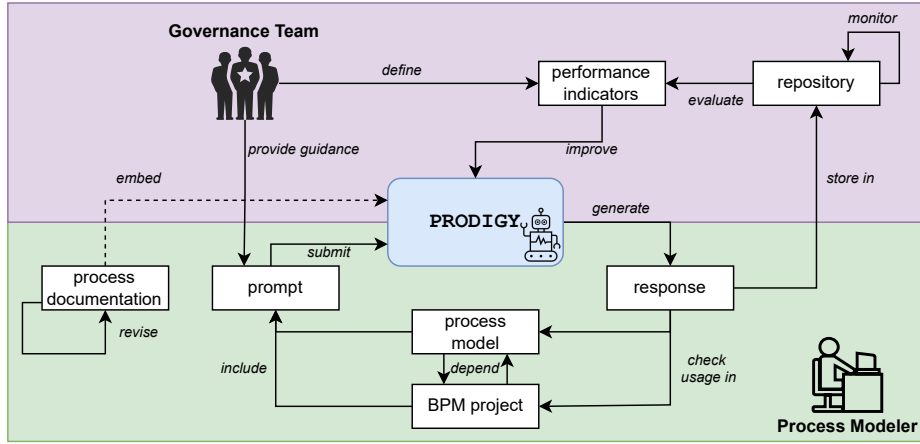 monitor
Governance Team
define
performance
indicators
evaluate
repository
provide guidance
improve
embed
store in
PRODIGY
generate
submit
process
documentation
prompt
response
revise
process
model
include
depend
check
usage in
BPM project
Process Modeler